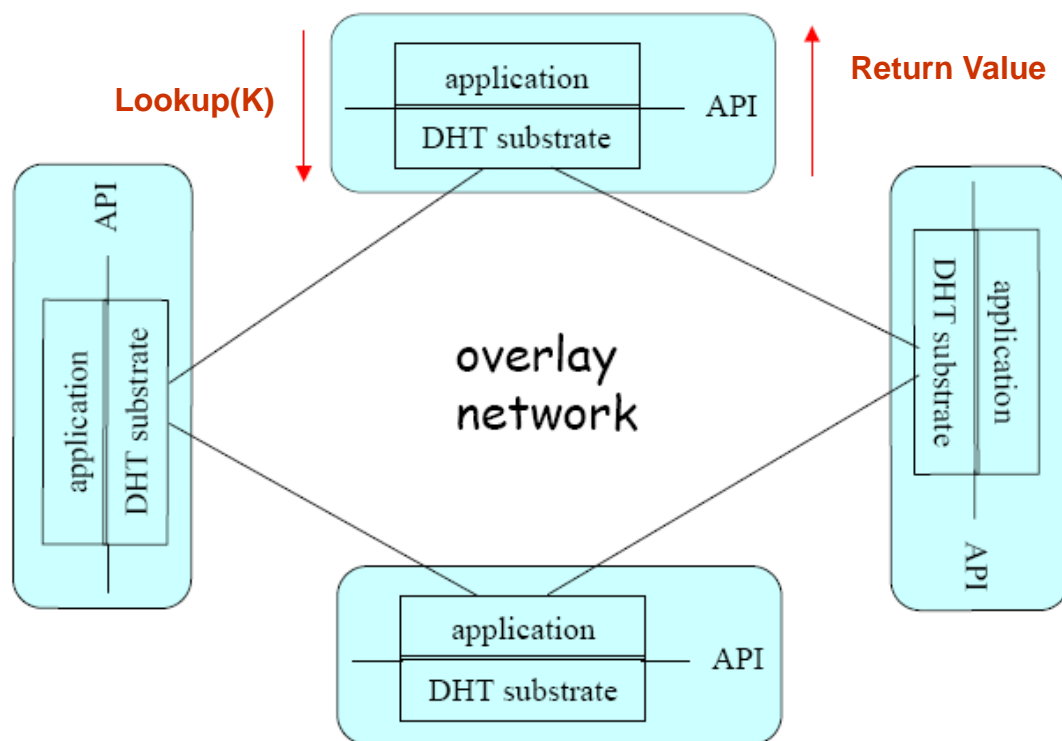 application
API
DHT substrate
Lookup(K)
Return Value
API
application
DHT substrate
overlay
network
DHT substrate
application
API
application
API
DHT substrate